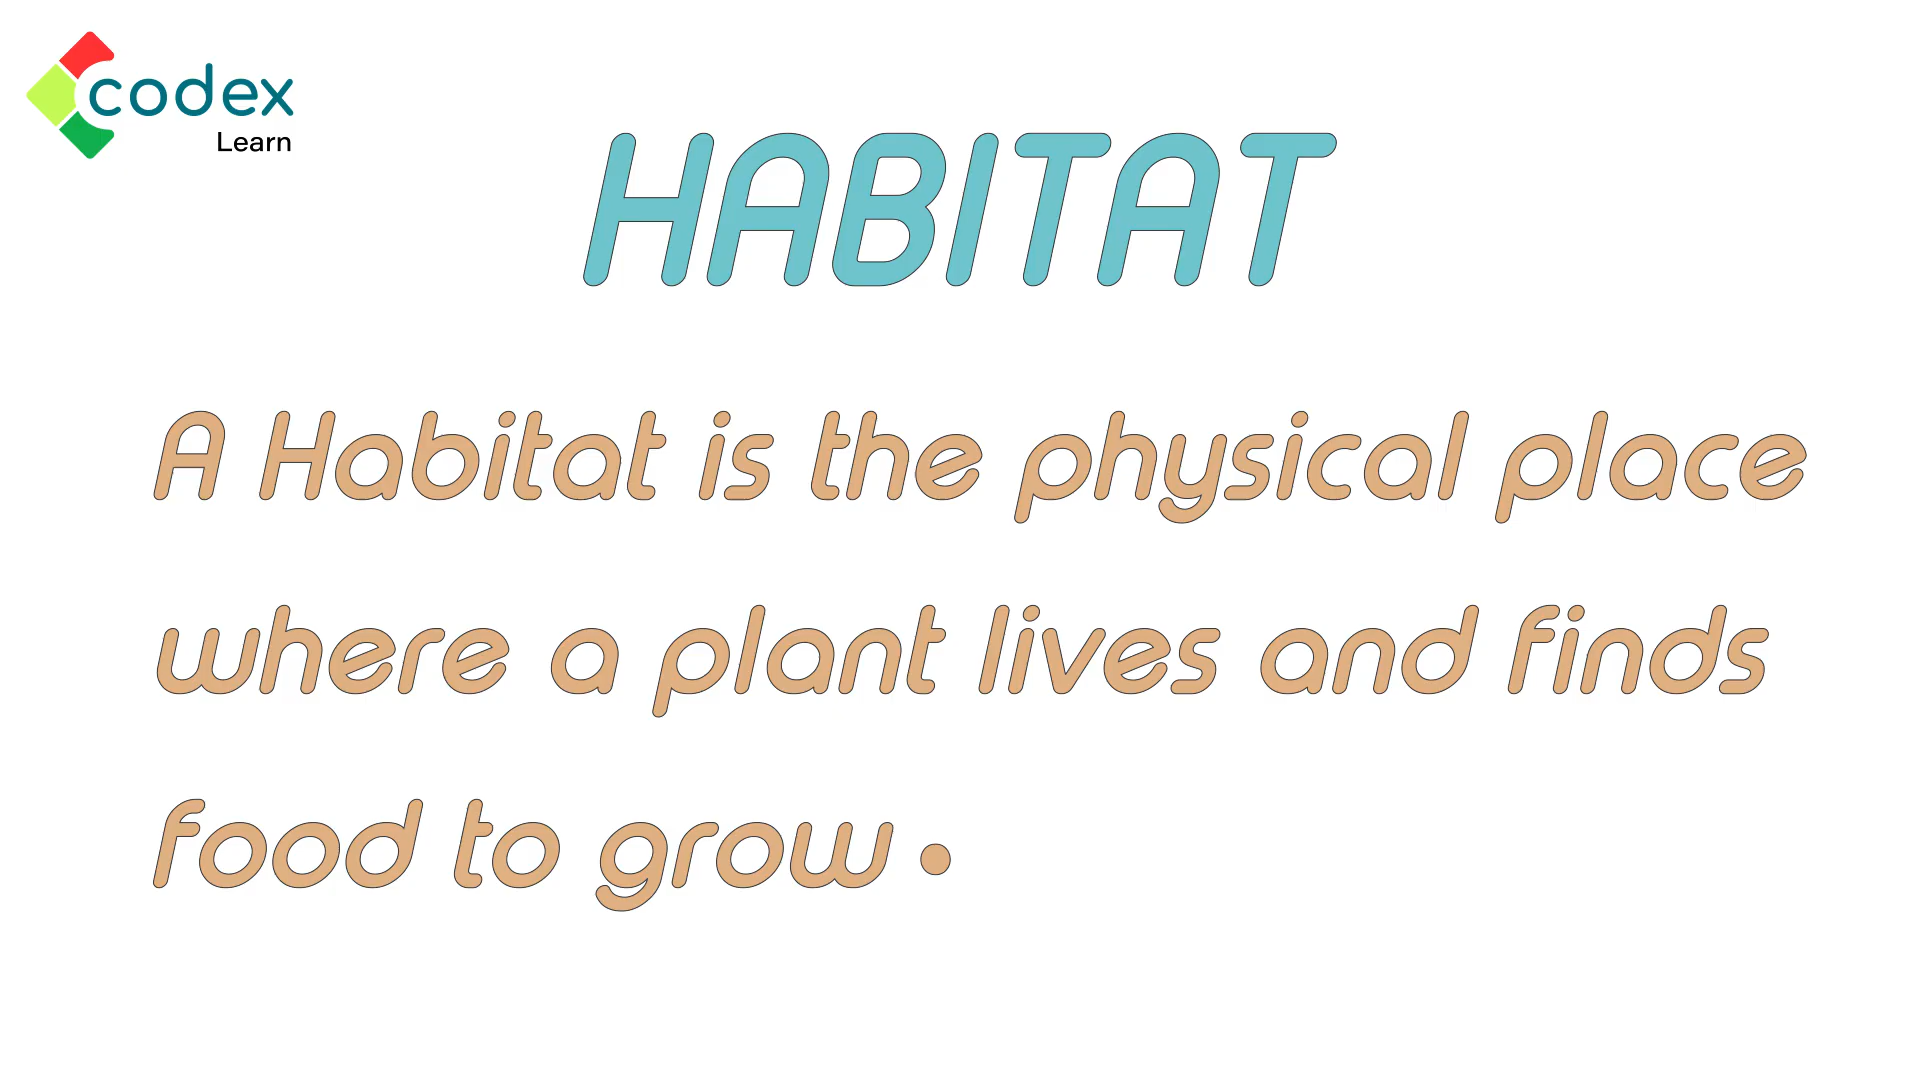 codex
Learn
HABITAT
A Habitat is the physical place
where a plant lives and finds
food to grow.